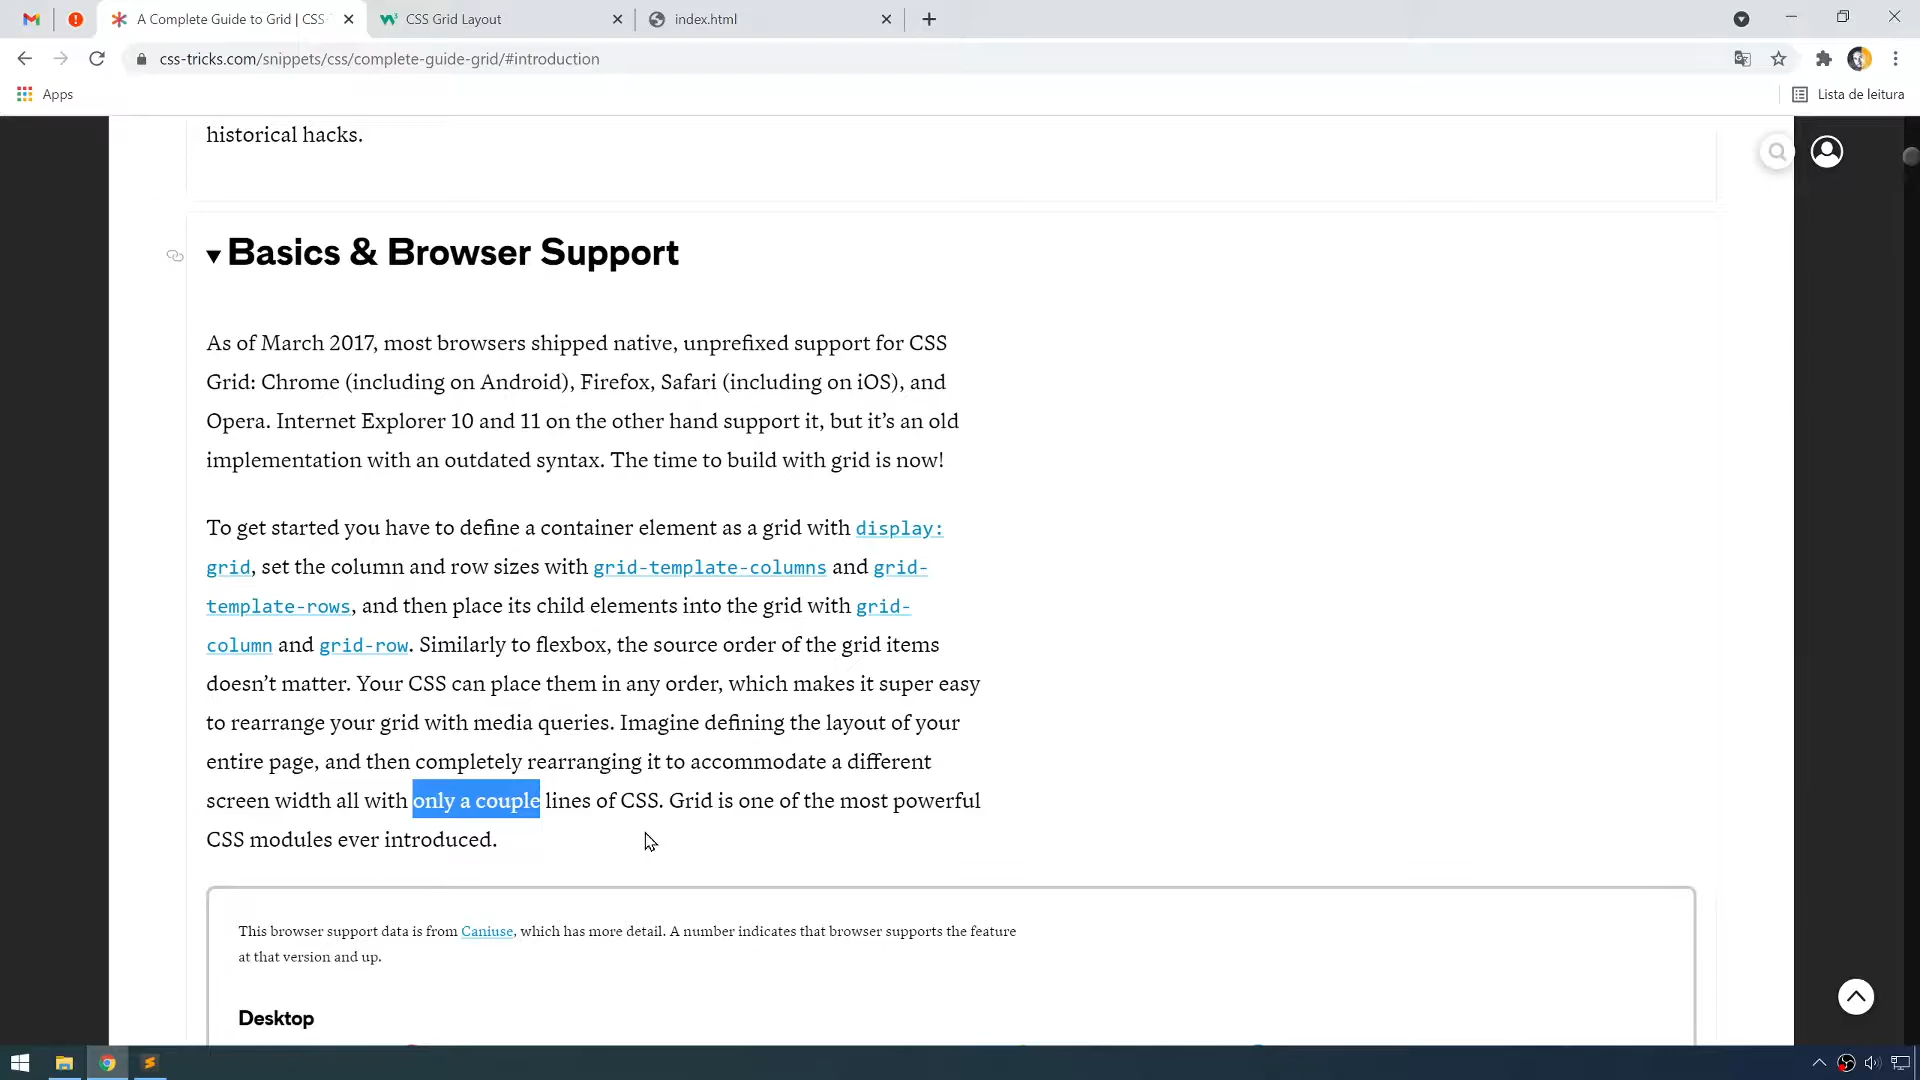 A Complete Guide to Grid | CSS-
CSS Grid Layout
index.html
css-tricks.com/snippets/css/complete-guide-grid/#introduction
Apps
Lista de leitura
historical hacks.
Basics & Browser Support
As of March 2017, most browsers shipped native, unprefixed support for CSS
Grid: Chrome (including on Android), Firefox, Safari (including on iOS), and
Opera. Internet Explorer 10 and 11 on the other hand support it, but it’s an old
implementation with an outdated syntax. The time to build with grid is now!
To get started you have to define a container element as a grid with display:
grid, set the column and row sizes with grid-template-columns and grid-
template-rows, and then place its child elements into the grid with grid-
column and grid-row. Similarly to flexbox, the source order of the grid items
doesn’t matter. Your CSS can place them in any order, which makes it super easy
to rearrange your grid with media queries. Imagine defining the layout of your
entire page, and then completely rearranging it to accommodate a different
screen width all with only a couple lines of CSS. Grid is one of the most powerful
CSS modules ever introduced.
This browser support data is from Caniuse, which has more detail. A number indicates that browser supports the feature
at that version and up.
Desktop